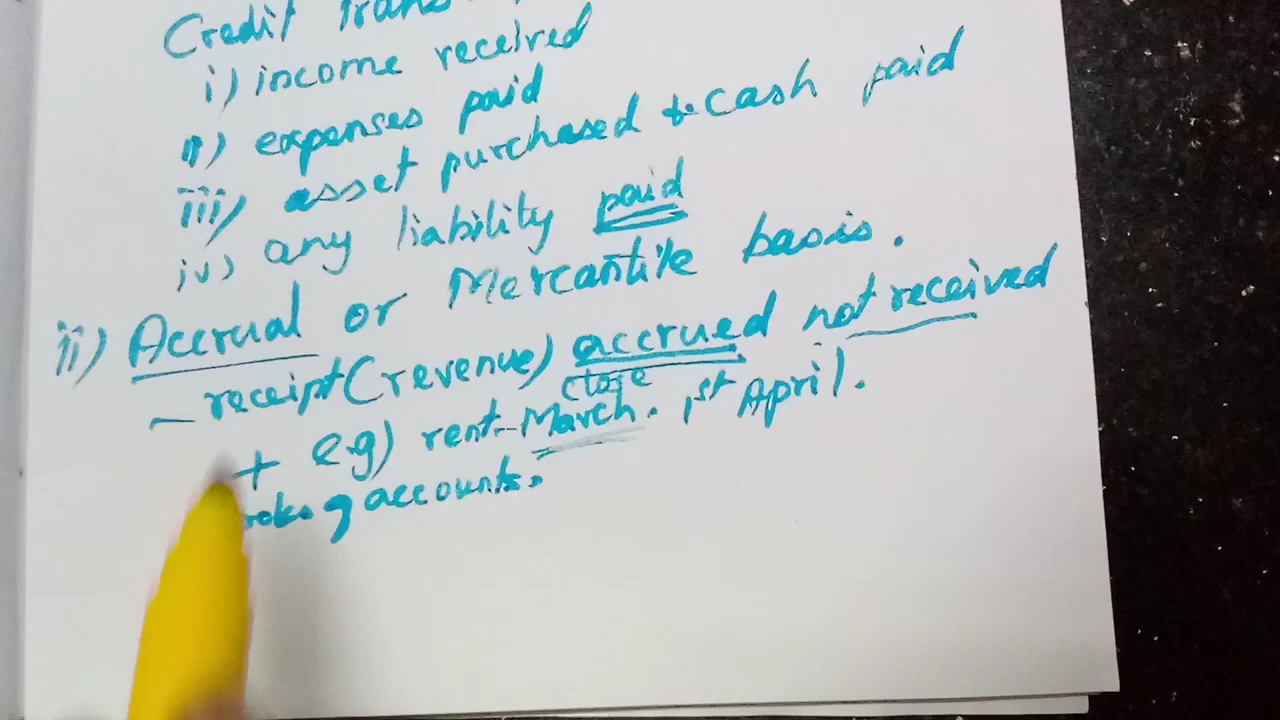 Credit Trans
i) income received
ii) expenses paid
iii) asset purchased & cash paid
iv) any liability paid
ii) Accrual or Mercantile basis.
- receipt (revenue) accrued not received
close
+ e.g) rent - March. 1st April.
accounts.